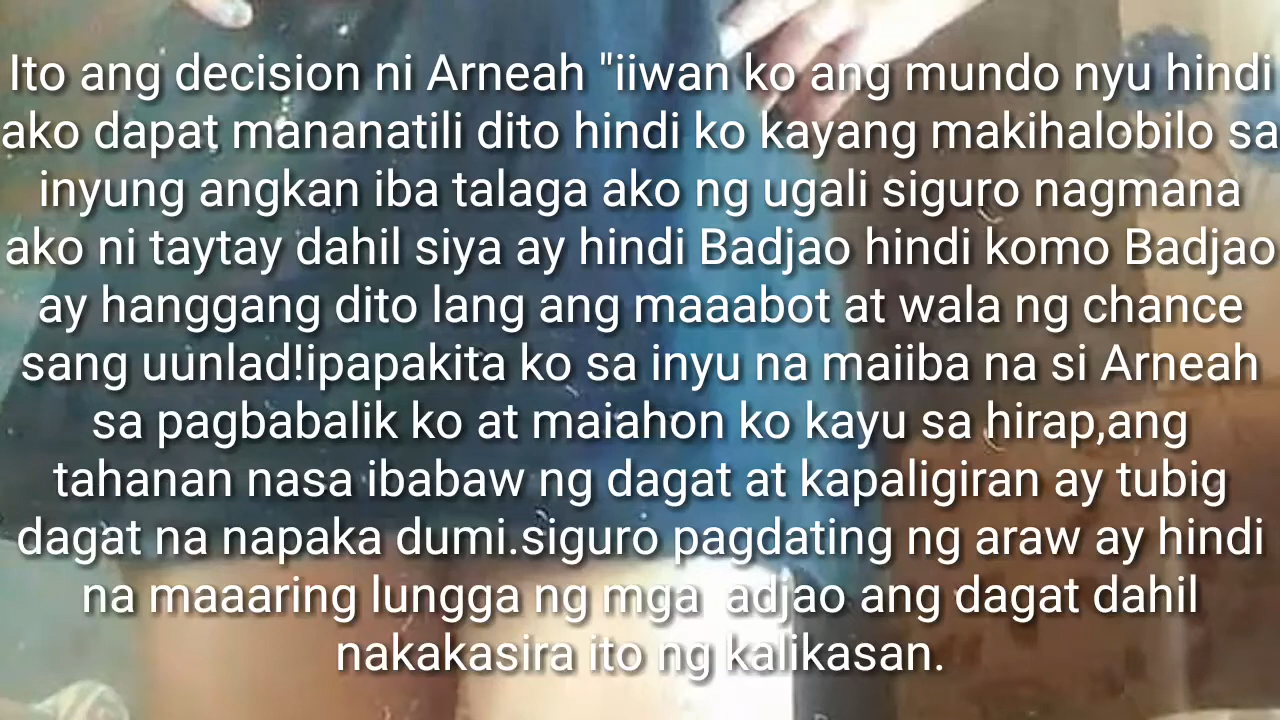 Ito ang decision ni Arneah "iiwan ko ang mundo nyu hindi
ako dapat mananatili dito hindi ko kayang makihalobilo sa
inyung angkan iba talaga ako ng ugali siguro nagmana
ako ni taytay dahil siya ay hindi Badjao hindi komo Badjao
ay hanggang dito lang ang maaabot at wala ng chance
sang uunlad!ipapakita ko sa inyu na maiiba na si Arneah
sa pagbabalik ko at maiahon ko kayu sa hirap,ang
tahanan nasa ibabaw ng dagat at kapaligiran ay tubig
dagat na napaka dumi.siguro pagdating ng araw ay hindi
na maaaring lungga ng mga  adjao ang dagat dahil
nakakasira ito ng kalikasan.